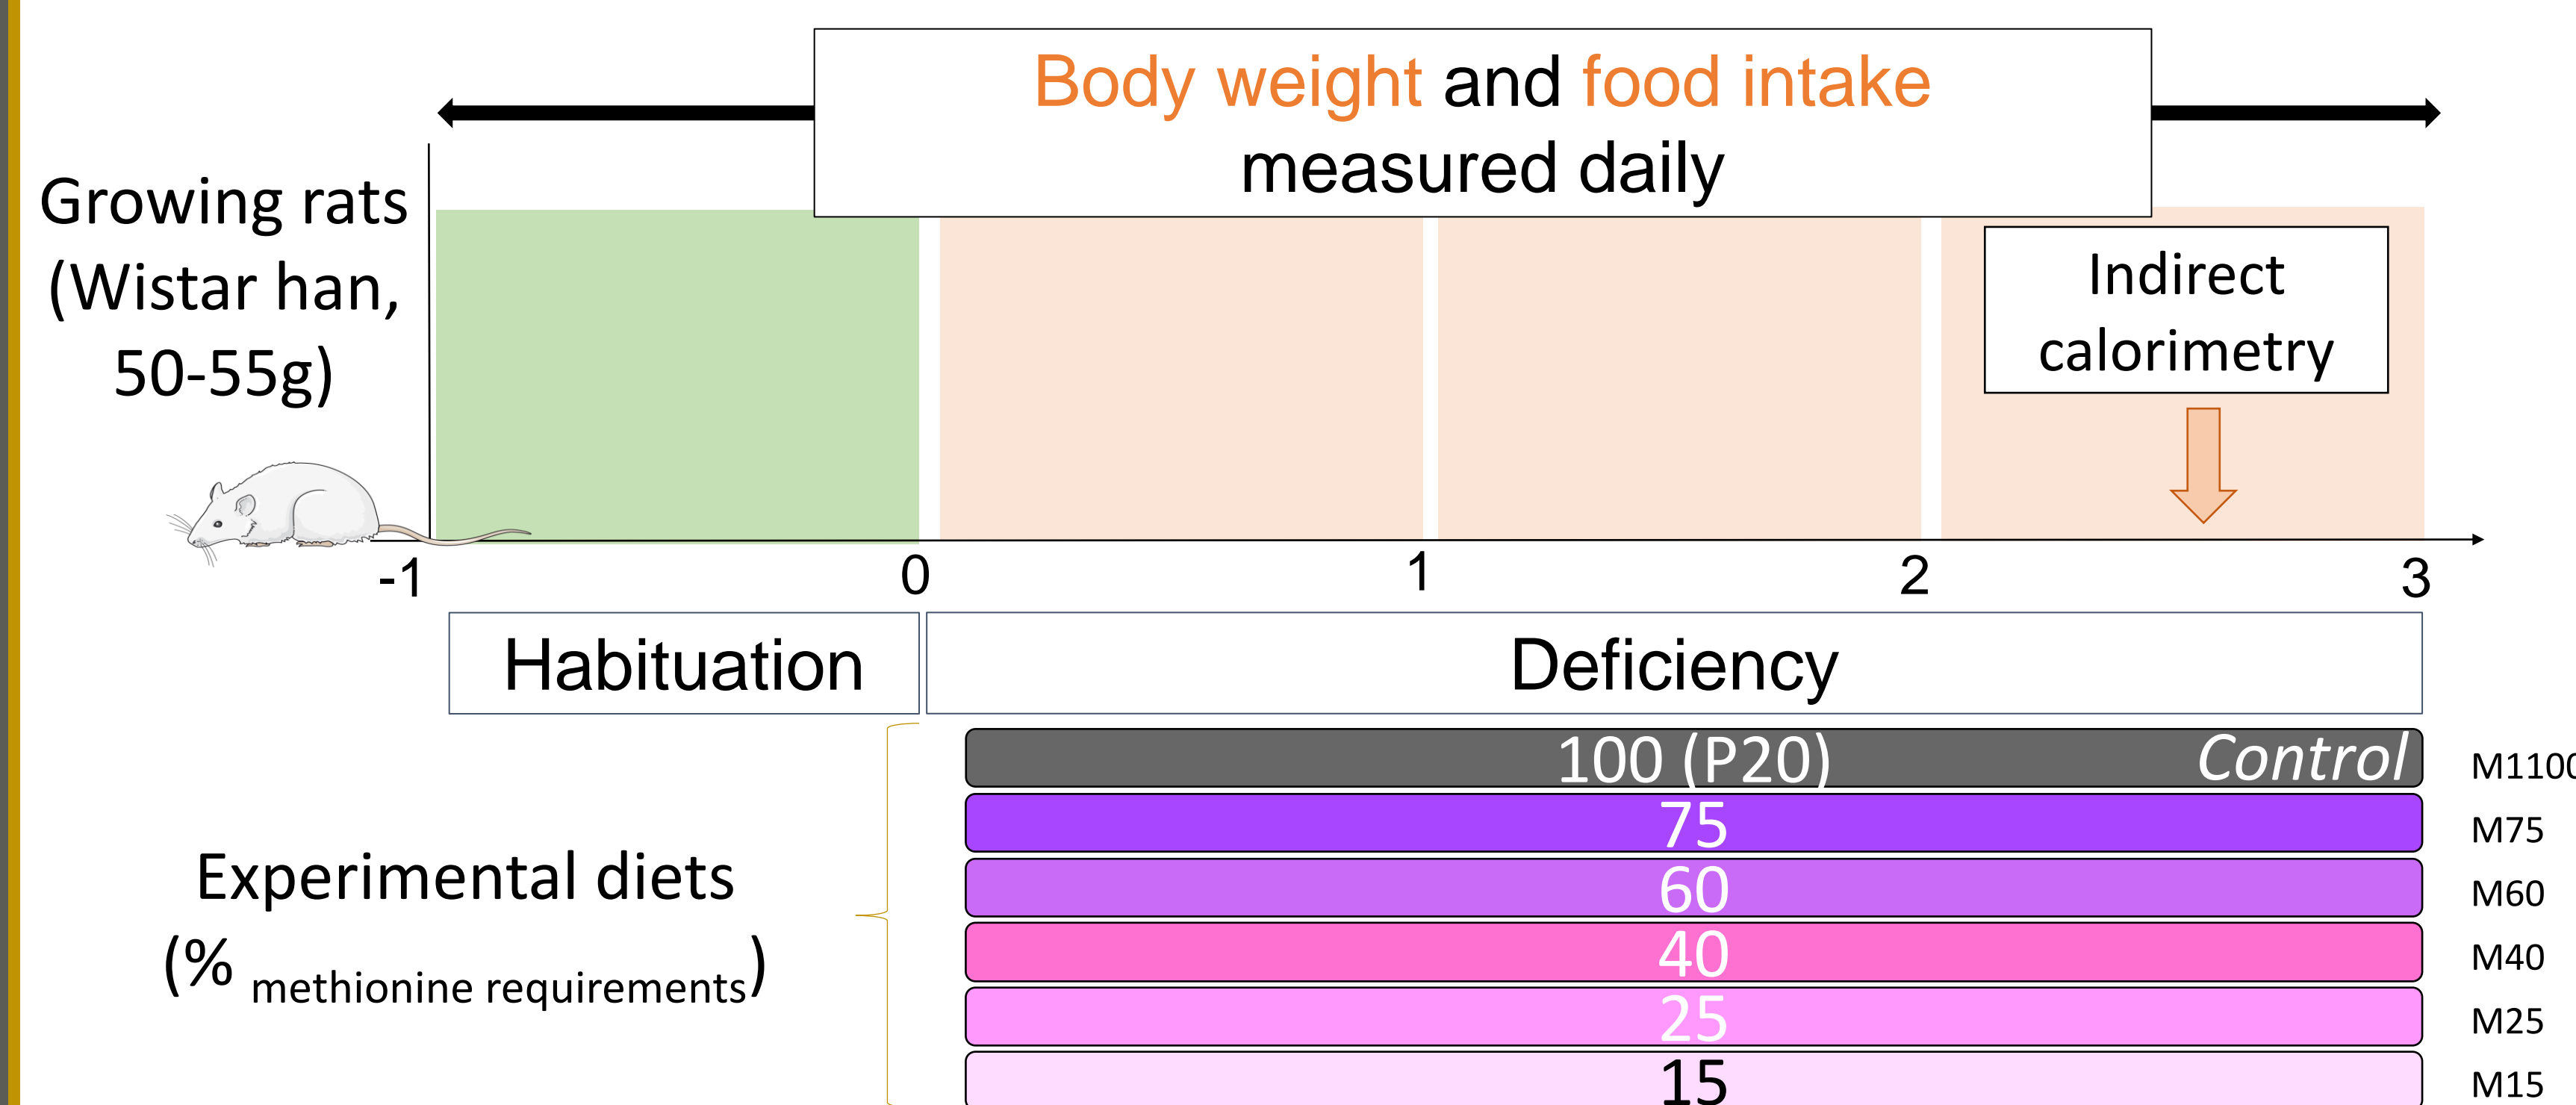 Body weight and food intake
measured daily
Growing rats
(Wistar han,
50-55g)
Indirect
calorimetry
-1 0 1 2 3
Habituation Deficiency
100 (P20) Control M1100
75 M75
60 M60
Experimental diets
(% methionine requirements)
40 M40
25 M25
15 M15